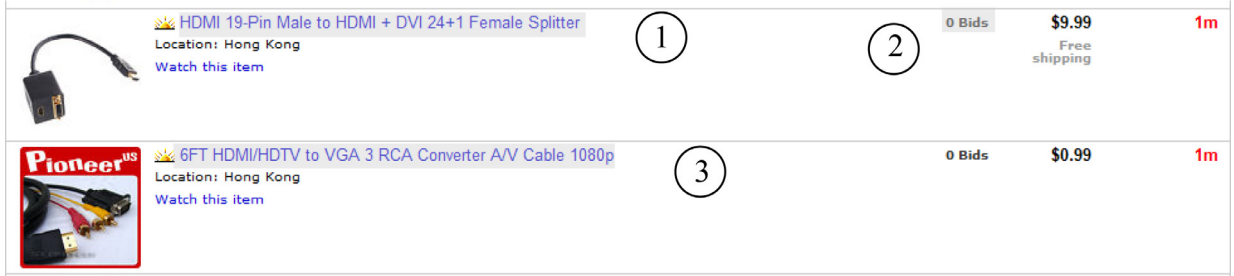 HDMI 19-Pin Male to HDMI + DVI 24+1 Female Splitter
Location: Hong Kong
Watch this item
1
2
0 Bids
$9.99
Free
shipping
1m
Pioneer US
6FT HDMI/HDTV to VGA 3 RCA Converter A/V Cable 1080p
Location: Hong Kong
Watch this item
3
0 Bids
$0.99
1m